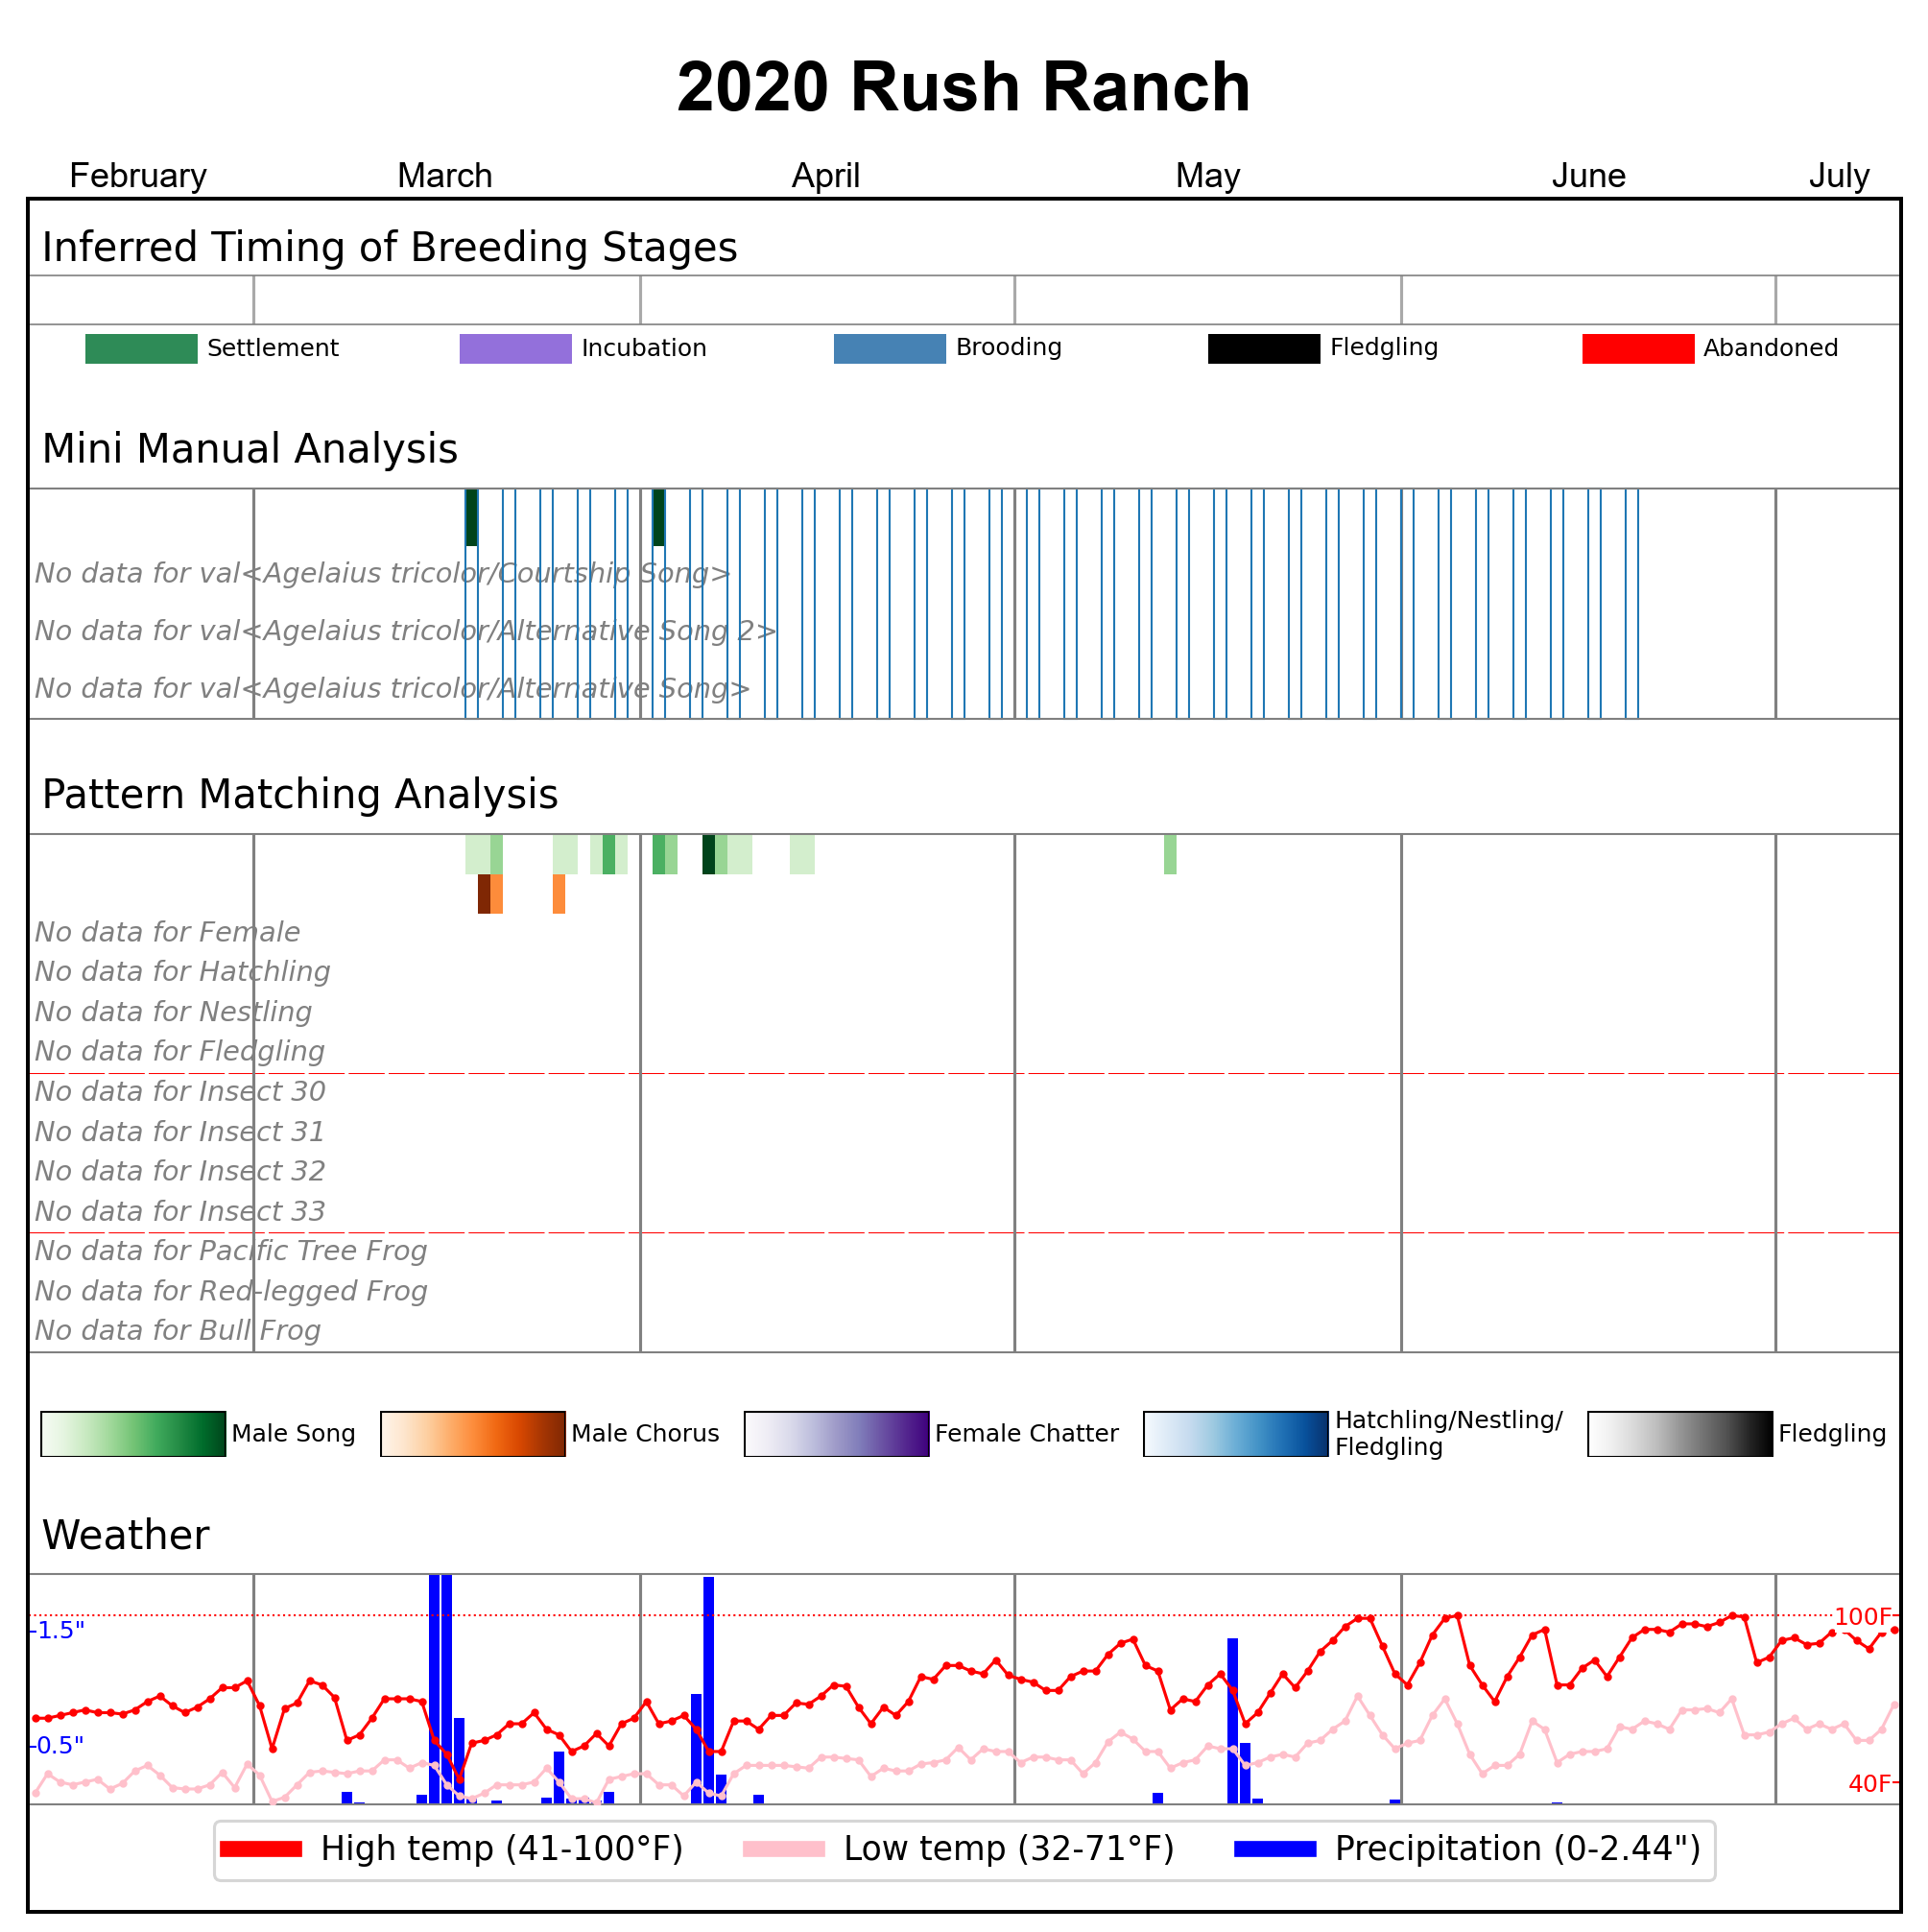 2020 Rush Ranch
February March April May June July
Inferred Timing of Breeding Stages
Settlement Incubation Brooding Fledgling Abandoned
Mini Manual Analysis
No data for val<Agelaius tricolor/Courtship Song>
No data for val<Agelaius tricolor/Alternative Song 2>
No data for val<Agelaius tricolor/Alternative Song>
Pattern Matching Analysis
No data for Female
No data for Hatchling
No data for Nestling
No data for Fledgling
No data for Insect 30
No data for Insect 31
No data for Insect 32
No data for Insect 33
No data for Pacific Tree Frog
No data for Red-legged Frog
No data for Bull Frog
Male Song Male Chorus Female Chatter Hatchling/Nestling/
Fledgling Fledgling
Weather
1.5" 100F
0.5"
40F
High temp (41-100°F) Low temp (32-71°F) Precipitation (0-2.44")